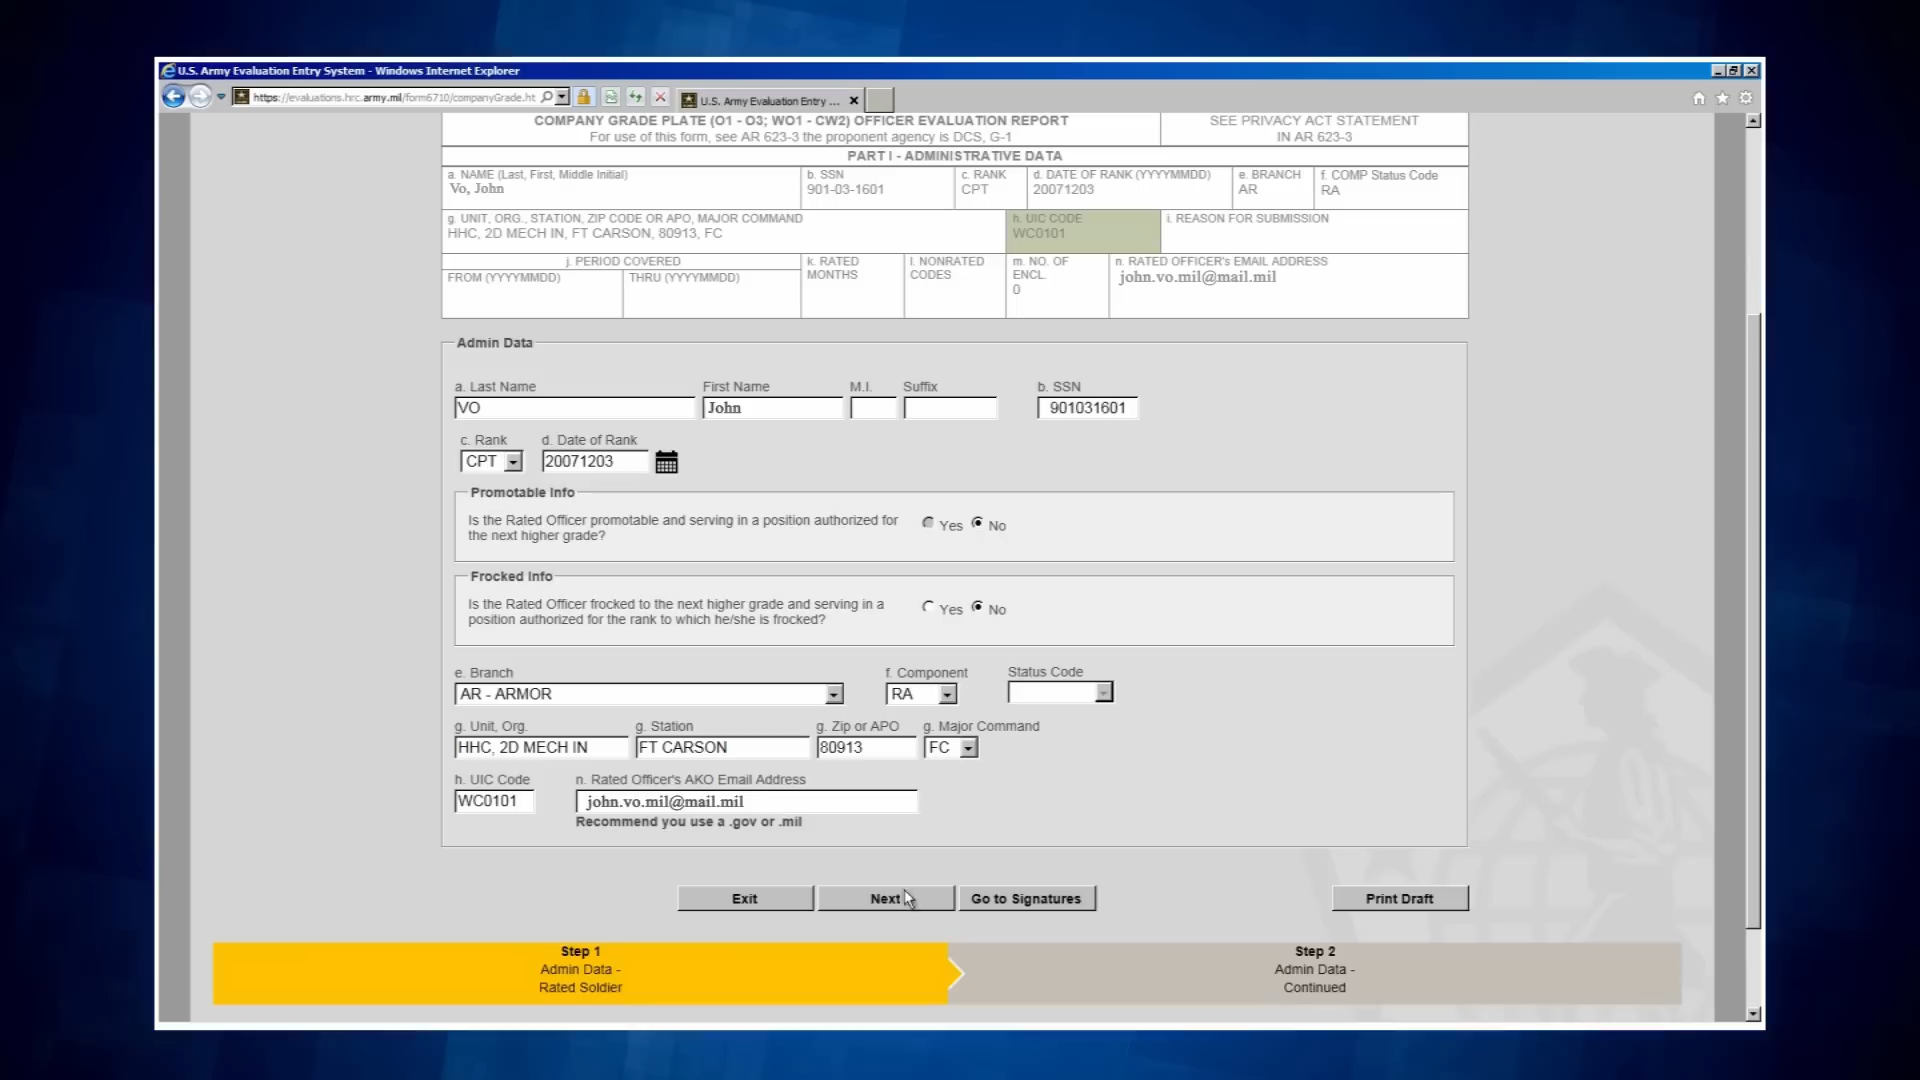 U.S. Army Evaluation Entry System - Windows Internet Explorer
https://evaluations.hrc.army.mil/form6710/companyGrade.ht
U.S. Army Evaluation Entry ...
COMPANY GRADE PLATE (O1 - O3; WO1 - CW2) OFFICER EVALUATION REPORT
For use of this form, see AR 623-3 the proponent agency is DCS, G-1
SEE PRIVACY ACT STATEMENT
IN AR 623-3
PART I - ADMINISTRATIVE DATA
a. NAME (Last, First, Middle Initial)
Vo, John
b. SSN
901-03-1601
c. RANK
CPT
d. DATE OF RANK (YYYYMMDD)
20071203
e. BRANCH
AR
f. COMP Status Code
RA
g. UNIT, ORG., STATION, ZIP CODE OR APO, MAJOR COMMAND
HHC, 2D MECH IN, FT CARSON, 80913, FC
h. UIC CODE
WC0101
i. REASON FOR SUBMISSION
j. PERIOD COVERED
FROM (YYYYMMDD)
THRU (YYYYMMDD)
k. RATED
MONTHS
l. NONRATED
CODES
m. NO. OF
ENCL.
0
n. RATED OFFICER's EMAIL ADDRESS
john.vo.mil@mail.mil
Admin Data
a. Last Name
First Name
M.I.
Suffix
b. SSN
VO
John
901031601
c. Rank
d. Date of Rank
CPT
20071203
Promotable Info
Is the Rated Officer promotable and serving in a position authorized for
the next higher grade?
Yes
No
Frocked Info
Is the Rated Officer frocked to the next higher grade and serving in a
position authorized for the rank to which he/she is frocked?
Yes
No
e. Branch
f. Component
Status Code
AR - ARMOR
RA
g. Unit, Org.
g. Station
g. Zip or APO
g. Major Command
HHC, 2D MECH IN
FT CARSON
80913
FC
h. UIC Code
n. Rated Officer's AKO Email Address
WC0101
john.vo.mil@mail.mil
Recommend you use a .gov or .mil
Exit
Next
Go to Signatures
Print Draft
Step 1
Admin Data -
Rated Soldier
Step 2
Admin Data -
Continued